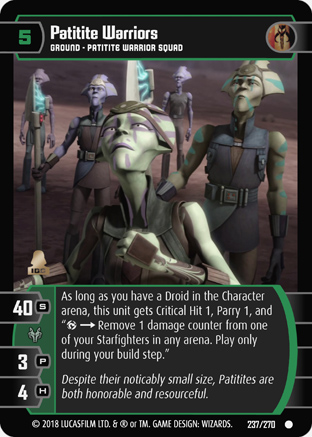 5 Patitite Warriors
GROUND - PATITITE WARRIOR SQUAD
40 S
3 P
4 H
As long as you have a Droid in the Character
arena, this unit gets Critical Hit 1, Parry 1, and
“ → Remove 1 damage counter from one
of your Starfighters in any arena. Play only
during your build step.”
Despite their noticably small size, Patitites are
both honorable and resourceful.
© 2018 LUCASFILM LTD. & ® or TM. GAME DESIGN: WIZARDS. 237/270